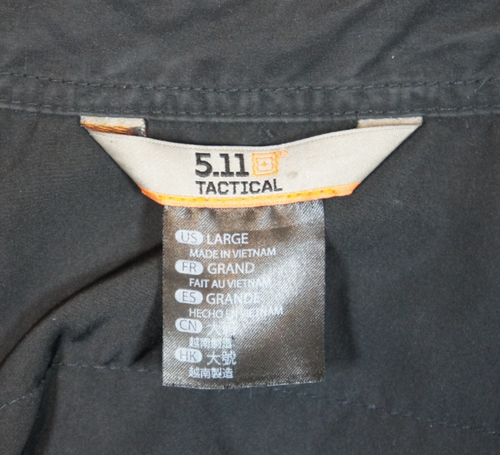 5.11
TACTICAL
US LARGE
MADE IN VIETNAM
FR GRAND
FAIT AU VIETNAM
ES GRANDE
HECHO EN VIETNAM
CN 大
越南制造
HK 大號
越南製造